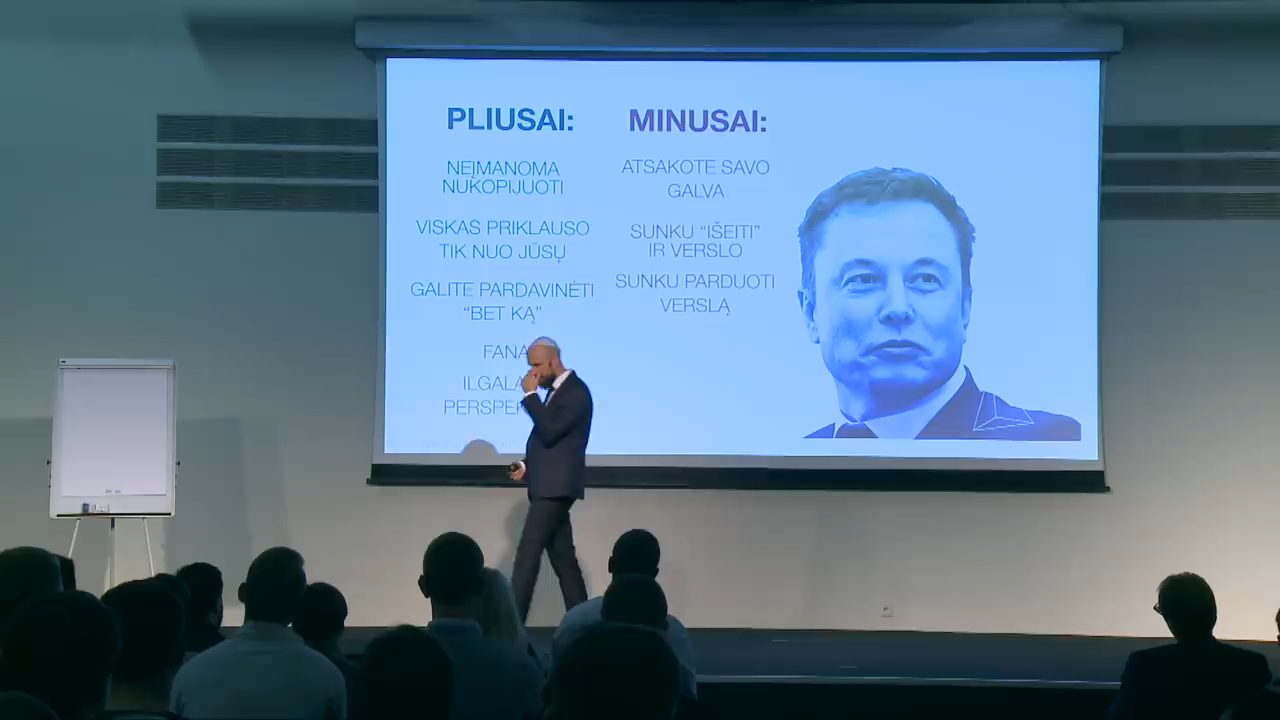 PLIUSAI:
NEĮMANOMA
NUKOPIJUOTI
VISKAS PRIKLAUSO
TIK NUO JŪSŲ
GALITE PARDAVINĖTI
“BET KĄ”
MINUSAI:
ATSAKOTE SAVO
GALVA
SUNKU “IŠEITI”
IR VERSLO
SUNKU PARDUOTI
VERSLĄ